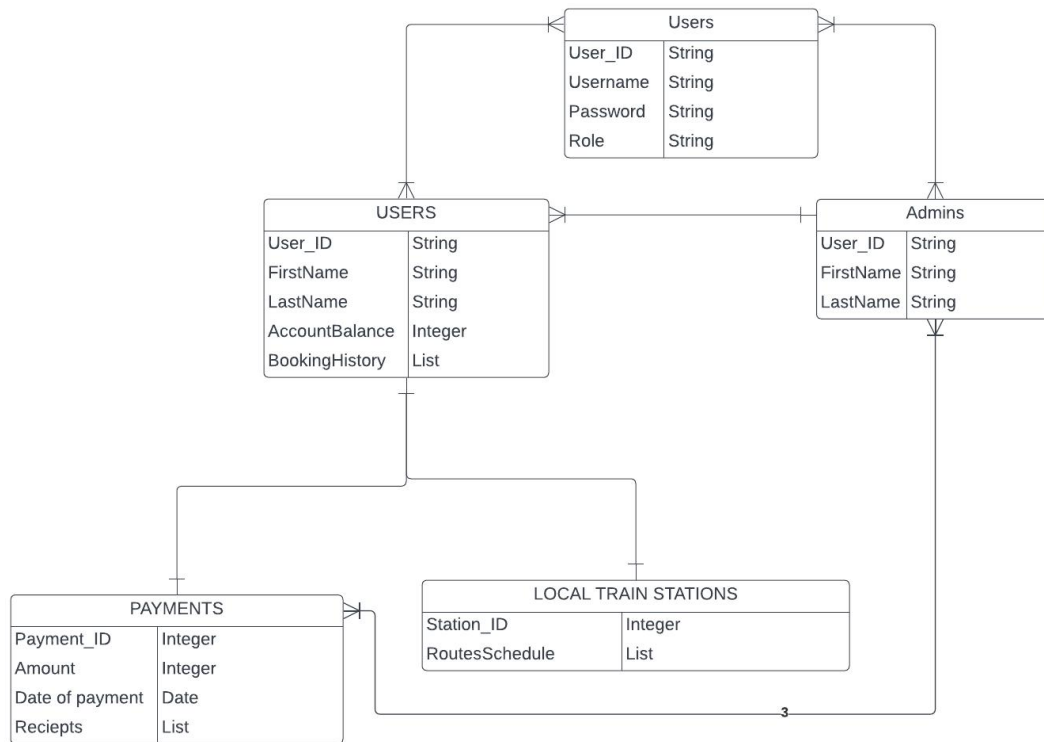 Users
User_ID String
Username String
Password String
Role String
USERS
User_ID String
FirstName String
LastName String
AccountBalance Integer
BookingHistory List
Admins
User_ID String
FirstName String
LastName String
PAYMENTS
Payment_ID Integer
Amount Integer
Date of payment Date
Reciepts List
LOCAL TRAIN STATIONS
Station_ID Integer
RoutesSchedule List
3